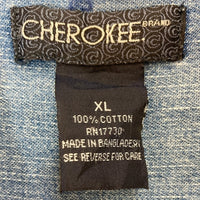 CHEROKEE BRAND
XL
100% COTTON
RN17730
MADE IN BANGLADESH
SEE REVERSE FOR CARE